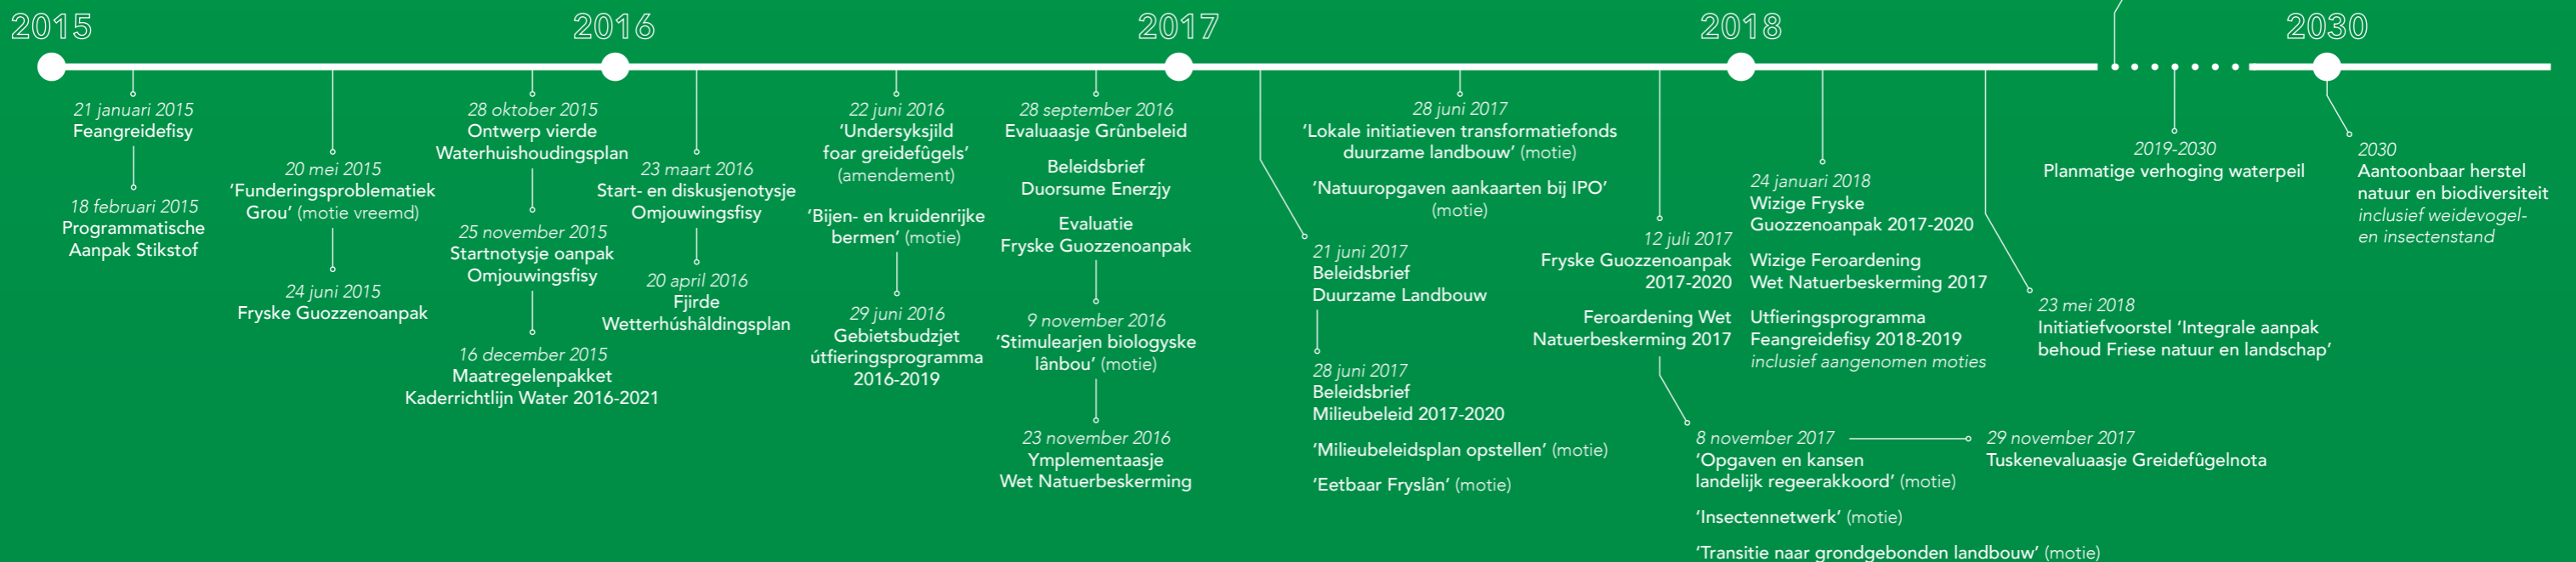 2015
2016
2017
2018
2030
21 januari 2015
Feangreidefisy
18 februari 2015
Programmatische
Aanpak Stikstof
20 mei 2015
‘Funderingsproblematiek
Grou’ (motie vreemd)
24 juni 2015
Fryske Guozzenoanpak
28 oktober 2015
Ontwerp vierde
Waterhuishoudingsplan
25 november 2015
Startnotysje oanpak
Omjouwingsfisy
16 december 2015
Maatregelenpakket
Kaderrichtlijn Water 2016-2021
23 maart 2016
Start- en diskusjenotysje
Omjouwingsfisy
20 april 2016
Fjirde
Wetterhúshâldingsplan
22 juni 2016
‘Undersyksjild
foar greidefûgels’
(amendement)
‘Bijen- en kruidenrijke
bermen’ (motie)
29 juni 2016
Gebietsbudzjet
útfieringsprogramma
2016-2019
28 september 2016
Evaluaasje Grûnbeleid
Beleidsbrief
Duorsume Enerzjy
Evaluatie
Fryske Guozzenoanpak
9 november 2016
‘Stimulearjen biologyske
lânbou’ (motie)
23 november 2016
Ymplementaasje
Wet Natuerbeskerming
21 juni 2017
Beleidsbrief
Duurzame Landbouw
28 juni 2017
Beleidsbrief
Milieubeleid 2017-2020
‘Milieubeleidsplan opstellen’ (motie)
‘Eetbaar Fryslân’ (motie)
28 juni 2017
‘Lokale initiatieven transformatiefonds
duurzame landbouw’ (motie)
‘Natuuropgaven aankaarten bij IPO’
(motie)
12 juli 2017
Fryske Guozzenoanpak
2017-2020
Feroardening Wet
Natuerbeskerming 2017
8 november 2017
‘Opgaven en kansen
landelijk regeerakkoord’ (motie)
‘Insectennetwerk’ (motie)
‘Transitie naar grondgebonden landbouw’ (motie)
29 november 2017
Tuskenevaluaasje Greidefûgelnota
24 januari 2018
Wizige Fryske
Guozzenoanpak 2017-2020
Wizige Feroardening
Wet Natuerbeskerming 2017
Utfieringsprogramma
Feangreidefisy 2018-2019
inclusief aangenomen moties
23 mei 2018
Initiatiefvoorstel ‘Integrale aanpak
behoud Friese natuur en landschap’
2019-2030
Planmatige verhoging waterpeil
2030
Aantoonbaar herstel
natuur en biodiversiteit
inclusief weidevogel-
en insectenstand